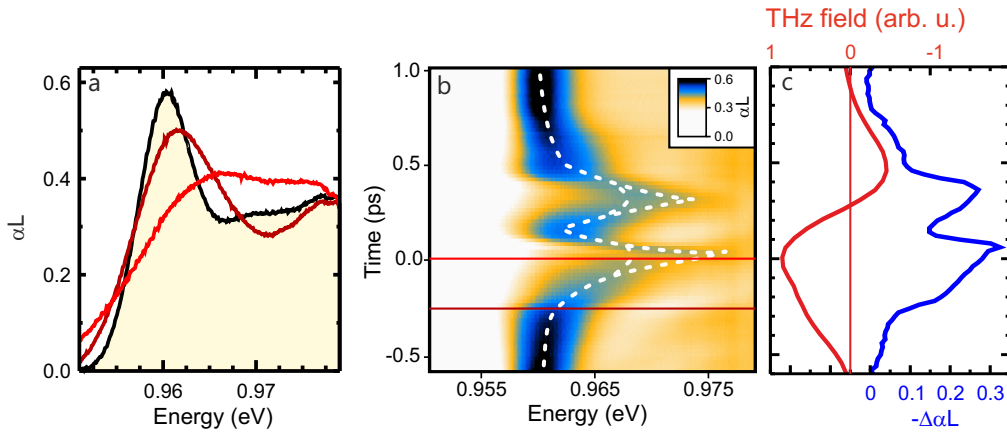 THz field (arb. u.)
1 0 -1
a
0.6
0.4
0.2
0.0
αL
0.96 0.97
Energy (eV)
b
1.0
0.5
0.0
-0.5
Time (ps)
0.6
0.3
0.0
αL
0.955 0.965 0.975
Energy (eV)
c
0 0.1 0.2 0.3
-ΔαL